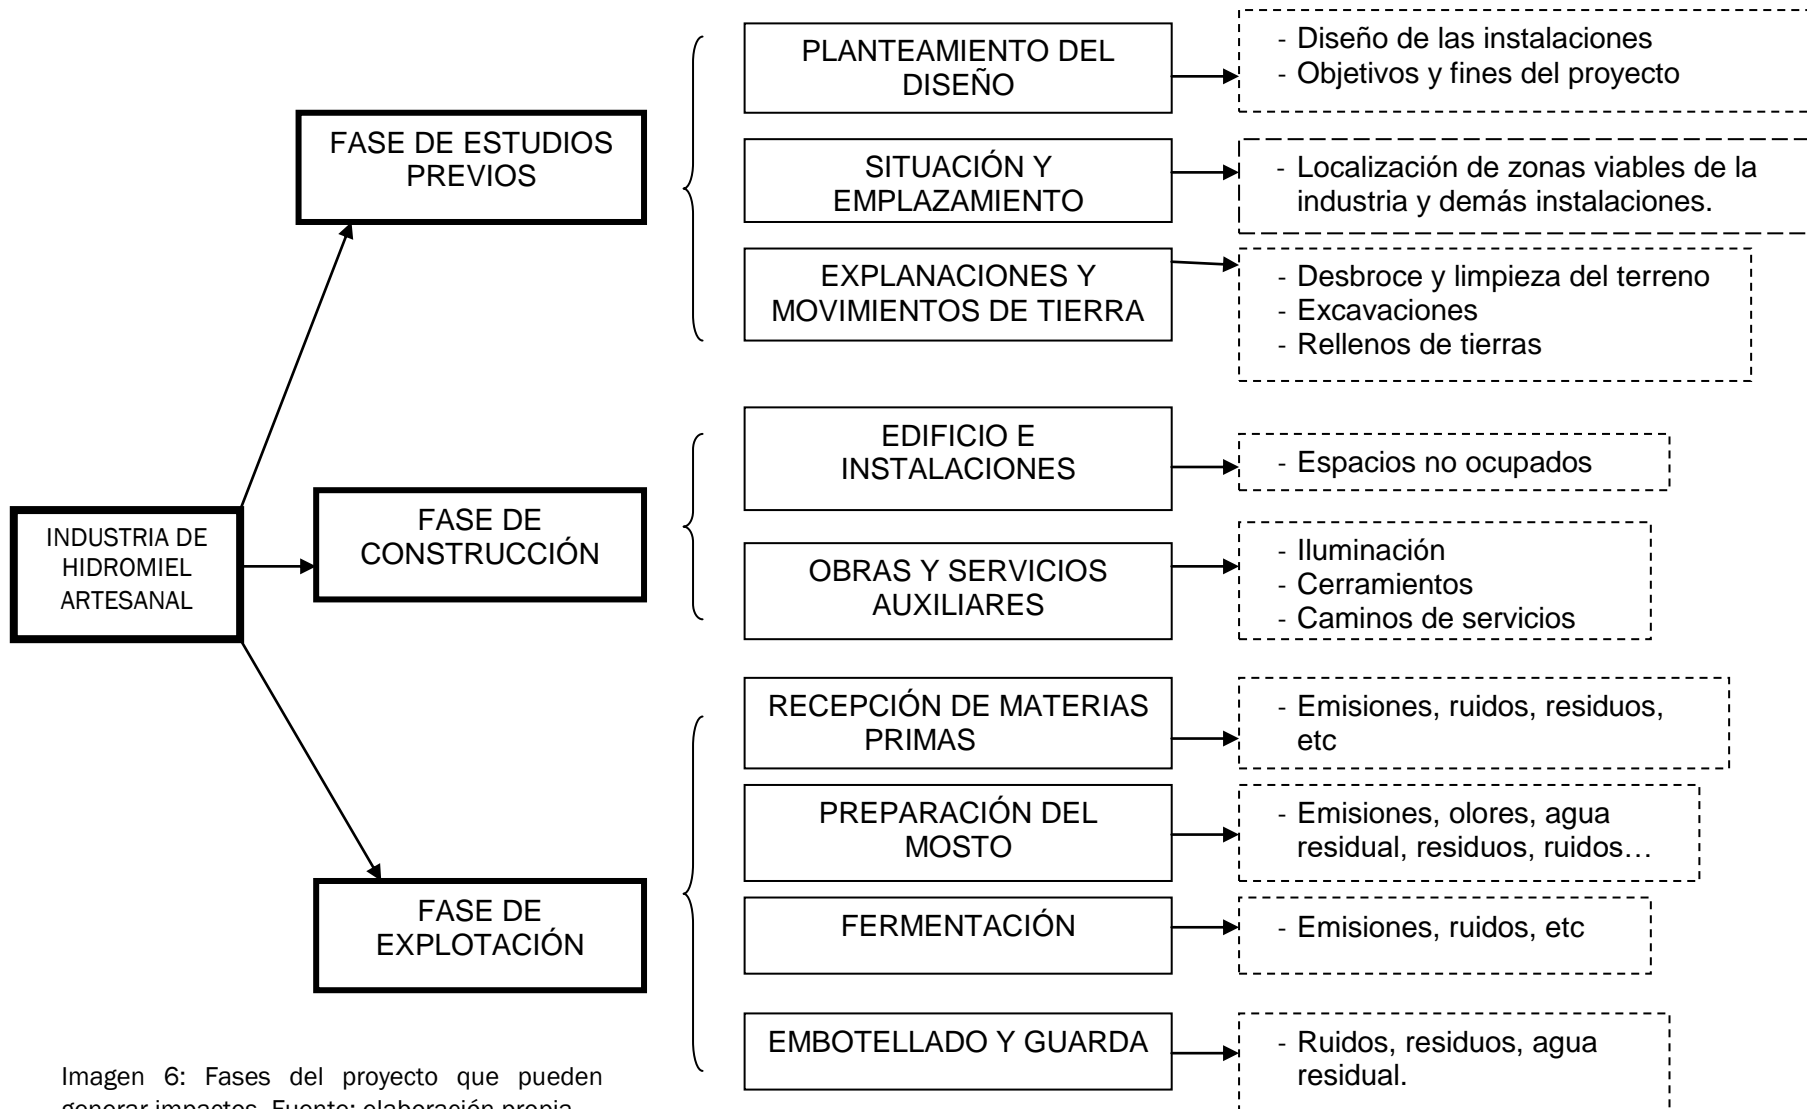 PLANTEAMIENTO DEL
DISEÑO
- Diseño de las instalaciones
- Objetivos y fines del proyecto
FASE DE ESTUDIOS
PREVIOS
SITUACIÓN Y
EMPLAZAMIENTO
- Localización de zonas viables de la
industria y demás instalaciones.
EXPLANACIONES Y
MOVIMIENTOS DE TIERRA
- Desbroce y limpieza del terreno
- Excavaciones
- Rellenos de tierras
INDUSTRIA DE
HIDROMIEL
ARTESANAL
FASE DE
CONSTRUCCIÓN
EDIFICIO E
INSTALACIONES
- Espacios no ocupados
OBRAS Y SERVICIOS
AUXILIARES
- Iluminación
- Cerramientos
- Caminos de servicios
FASE DE
EXPLOTACIÓN
RECEPCIÓN DE MATERIAS
PRIMAS
- Emisiones, ruidos, residuos,
etc
PREPARACIÓN DEL
MOSTO
- Emisiones, olores, agua
residual, residuos, ruidos…
FERMENTACIÓN
- Emisiones, ruidos, etc
EMBOTELLADO Y GUARDA
- Ruidos, residuos, agua
residual.
Imagen 6: Fases del proyecto que pueden
generar impactos. Fuente: elaboración propia